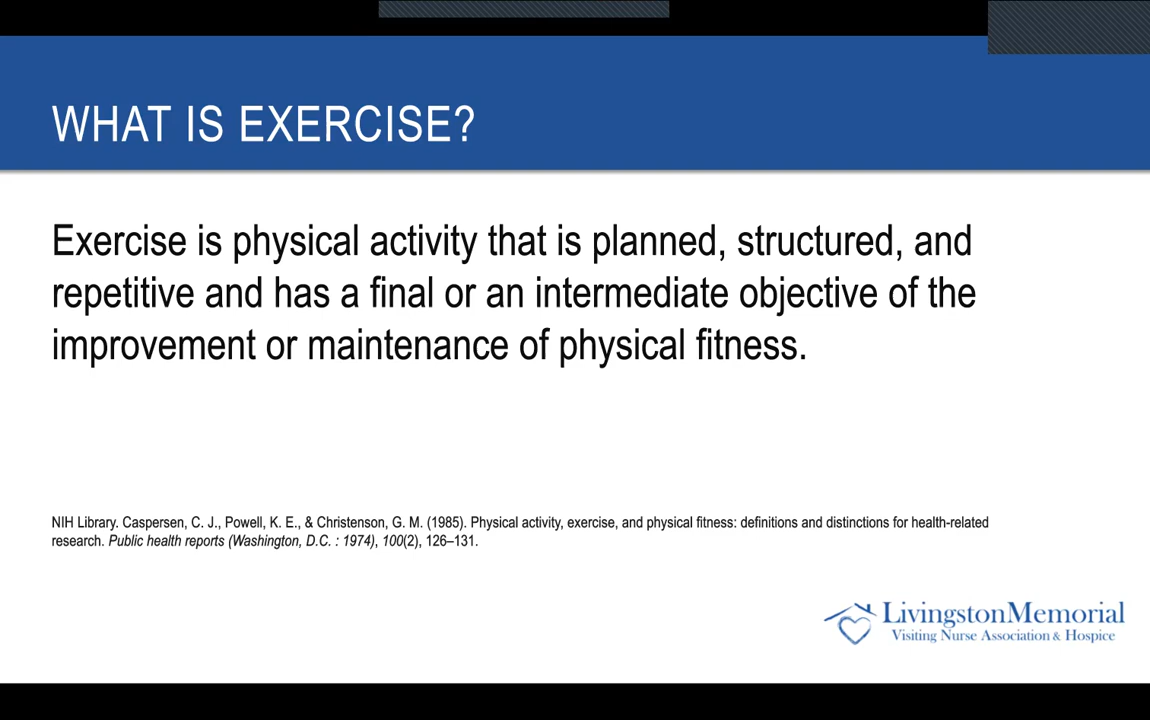 WHAT IS EXERCISE?
Exercise is physical activity that is planned, structured, and
repetitive and has a final or an intermediate objective of the
improvement or maintenance of physical fitness.
NIH Library. Caspersen, C. J., Powell, K. E., & Christenson, G. M. (1985). Physical activity, exercise, and physical fitness: definitions and distinctions for health-related
research. Public health reports (Washington, D.C. : 1974), 100(2), 126–131.
LivingstonMemorial
Visiting Nurse Association & Hospice